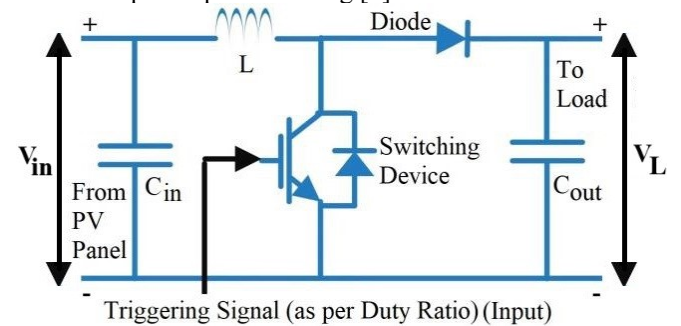 +
Diode
+
L
To
Load
Vin
Switching
Device
VL
From
PV
Panel
Cin
Cout
-
-
Triggering Signal (as per Duty Ratio) (Input)